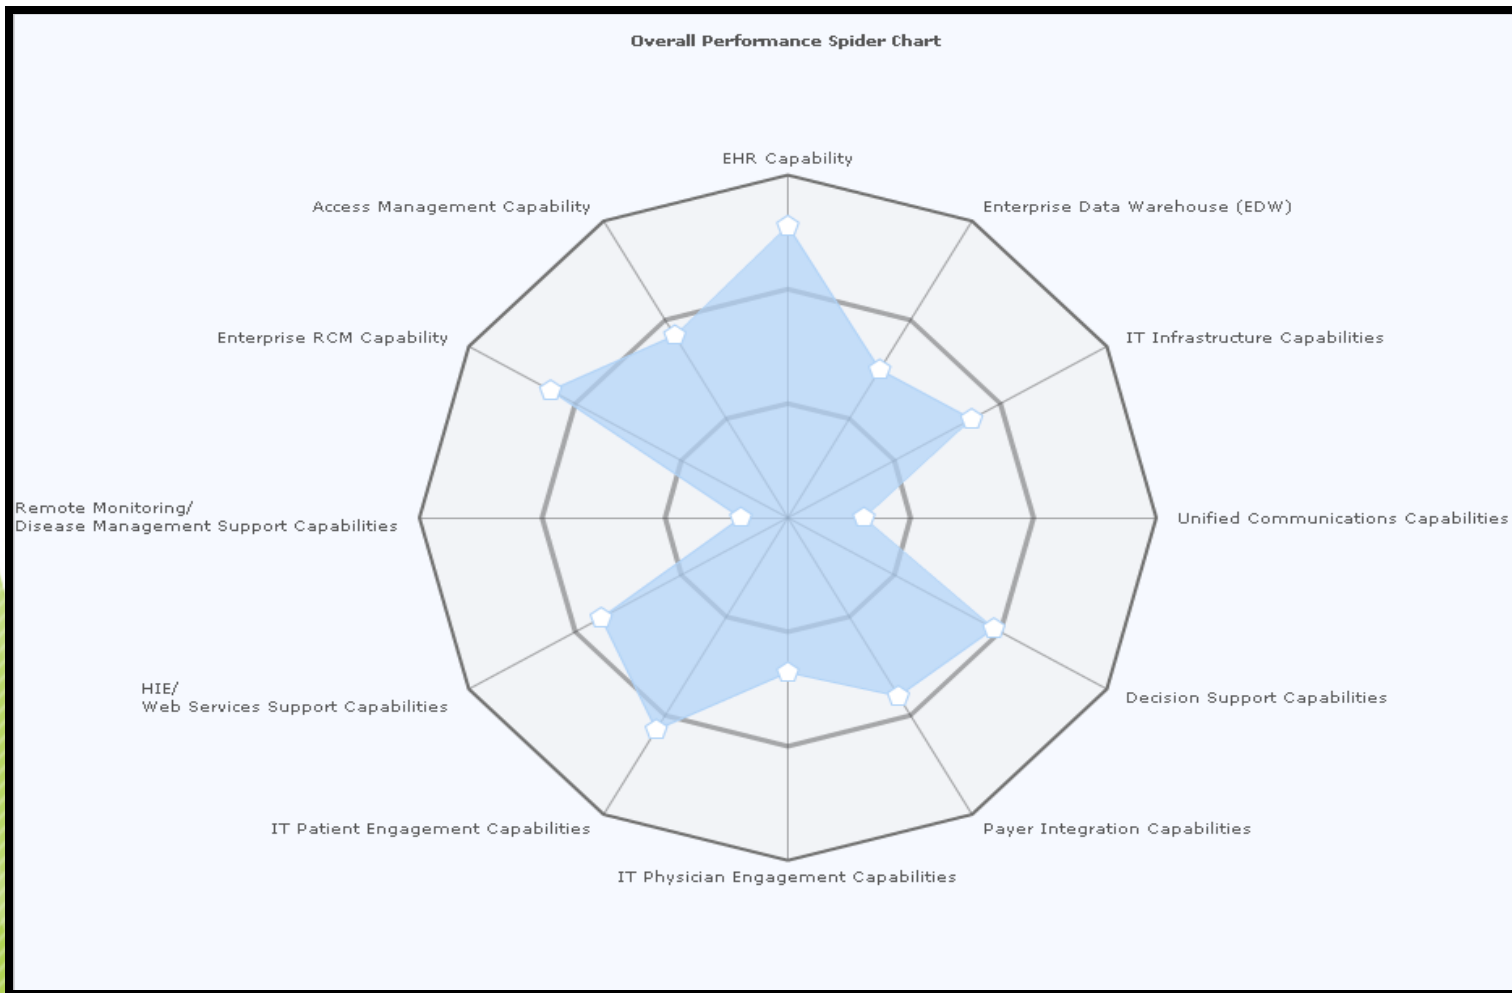 Overall Performance Spider Chart
EHR Capability
Enterprise Data Warehouse (EDW)
IT Infrastructure Capabilities
Unified Communications Capabilities
Decision Support Capabilities
Payer Integration Capabilities
IT Physician Engagement Capabilities
IT Patient Engagement Capabilities
HIE/
Web Services Support Capabilities
Remote Monitoring/
Disease Management Support Capabilities
Enterprise RCM Capability
Access Management Capability